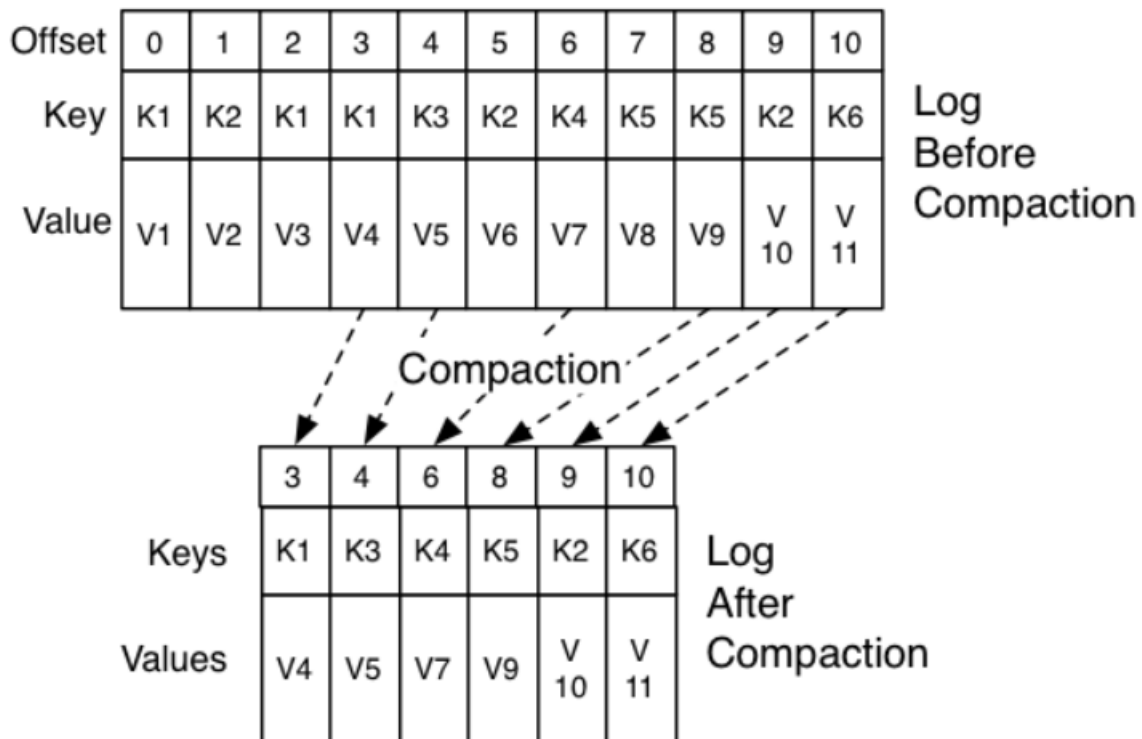 Offset 0 1 2 3 4 5 6 7 8 9 10
Key K1 K2 K1 K1 K3 K2 K4 K5 K5 K2 K6
Value V1 V2 V3 V4 V5 V6 V7 V8 V9 V 10 V 11
Log
Before
Compaction
Compaction
3 4 6 8 9 10
Keys K1 K3 K4 K5 K2 K6
Values V4 V5 V7 V9 V 10 V 11
Log
After
Compaction